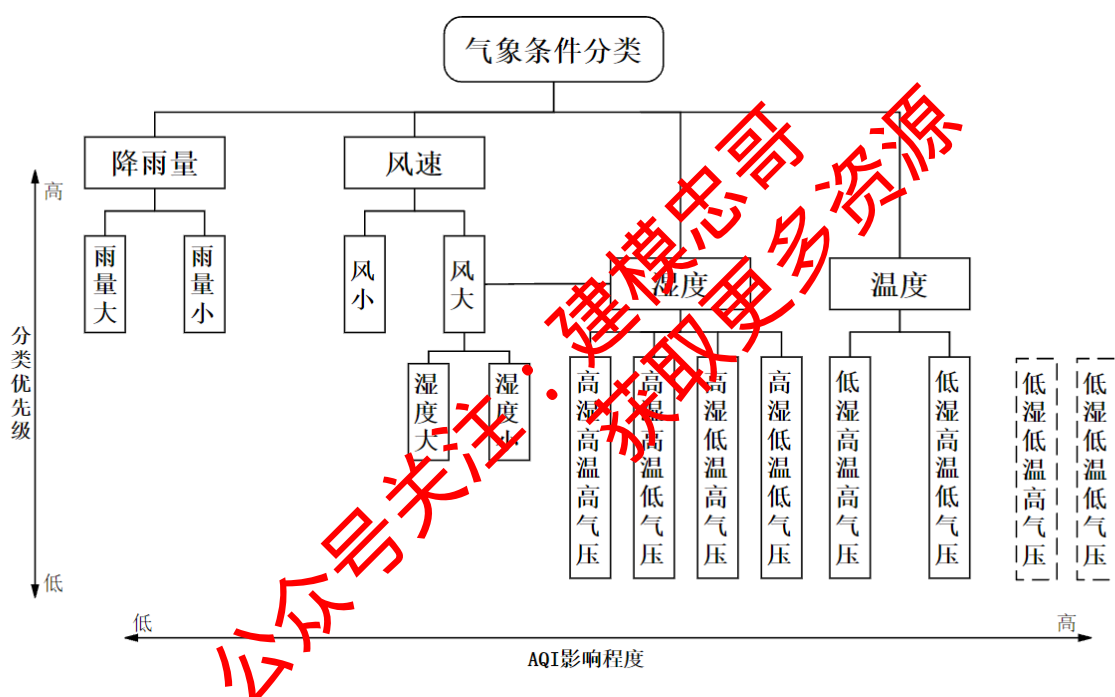 气象条件分类
降雨量
风速
湿度
温度
高
分类优先级
低
雨量大
雨量小
风小
风大
湿度大
湿度小
高湿高温高气压
高湿高温低气压
高湿低温高气压
高湿低温低气压
低湿高温高气压
低湿高温低气压
低湿低温高气压
低湿低温低气压
低
高
AQI影响程度
公众号关注：建模忠哥
获取更多资源